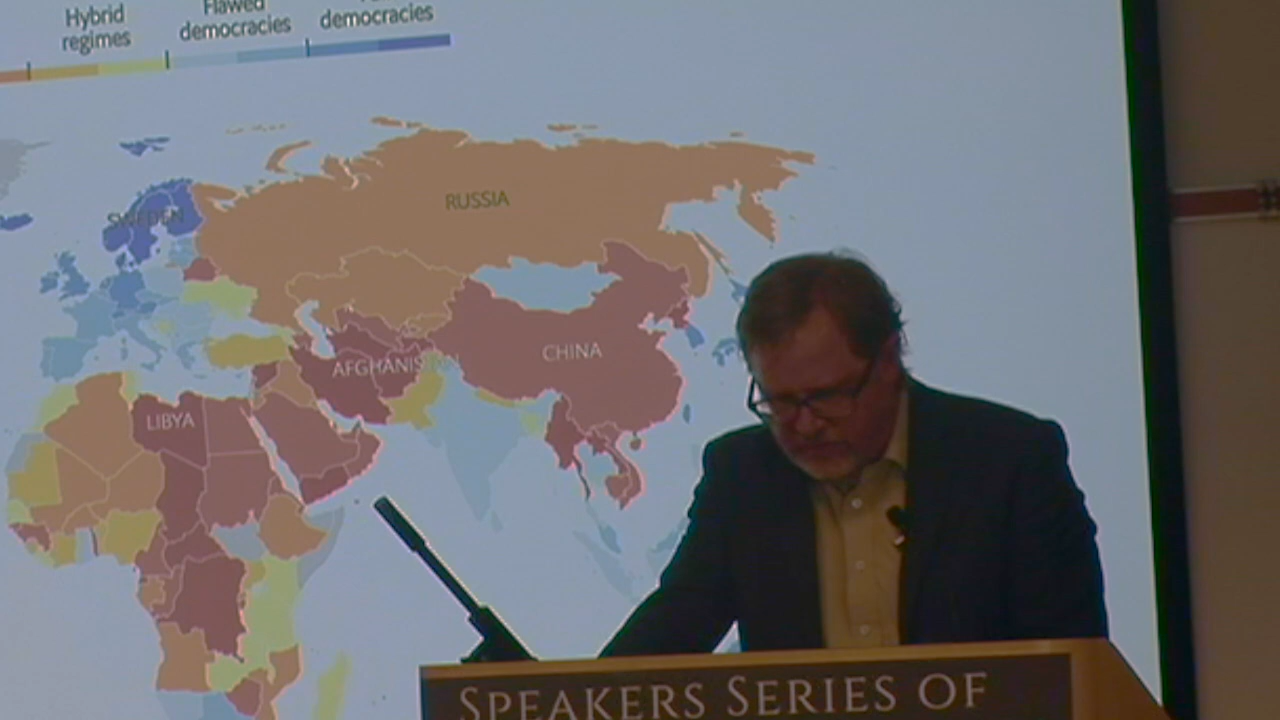 Hybrid
regimes
Flawed
democracies
democracies
RUSSIA
SWEDEN
CHINA
AFGHANISTAN
LIBYA
SPEAKERS SERIES OF